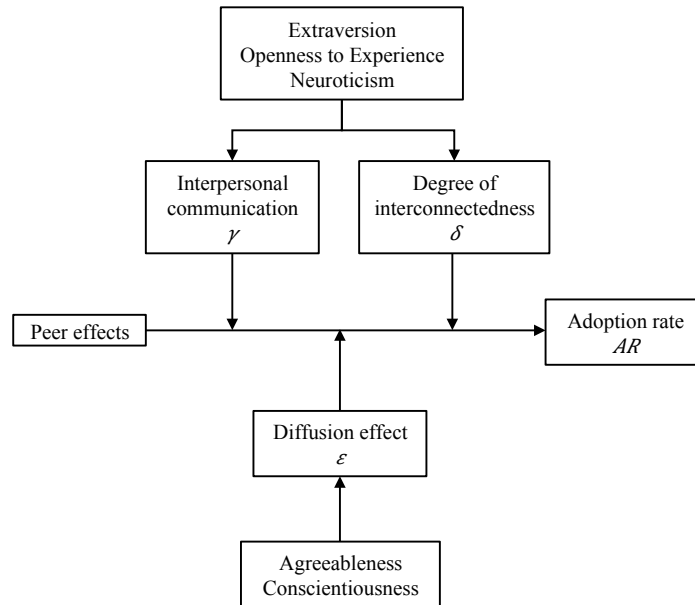 Extraversion
Openness to Experience
Neuroticism
Interpersonal
communication
γ
Degree of
interconnectedness
δ
Peer effects
Adoption rate
AR
Diffusion effect
ε
Agreeableness
Conscientiousness